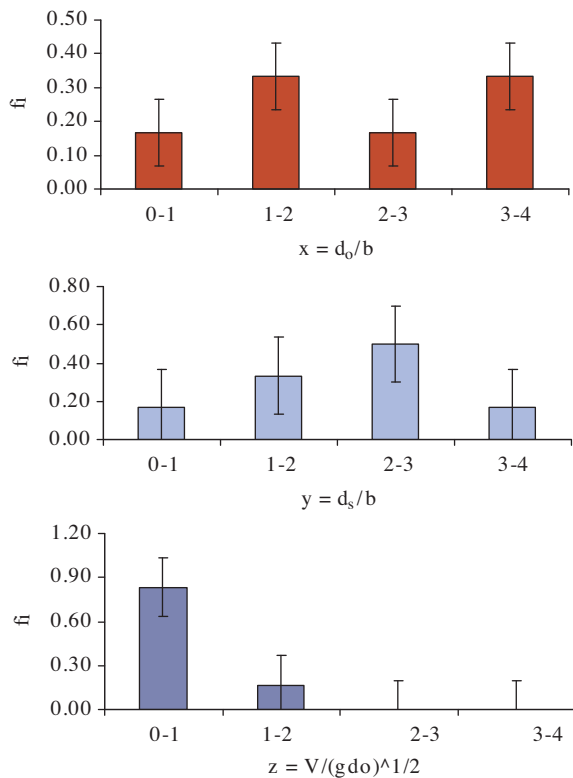 0.50
0.40
0.30
0.20
0.10
0.00
fi
0-1 1-2 2-3 3-4
x = do/b
0.80
0.60
0.40
0.20
0.00
fi
0-1 1-2 2-3 3-4
y = ds/b
1.20
0.90
0.60
0.30
0.00
fi
0-1 1-2 2-3 3-4
z = V/(gdo)^1/2